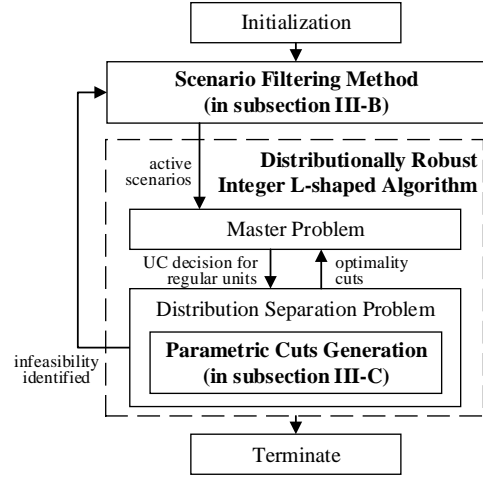 Initialization
Scenario Filtering Method
(in subsection III-B)
active
scenarios
Distributionally Robust
Integer L-shaped Algorithm
Master Problem
UC decision for
regular units
optimality
cuts
Distribution Separation Problem
Parametric Cuts Generation
(in subsection III-C)
infeasibility
identified
Terminate